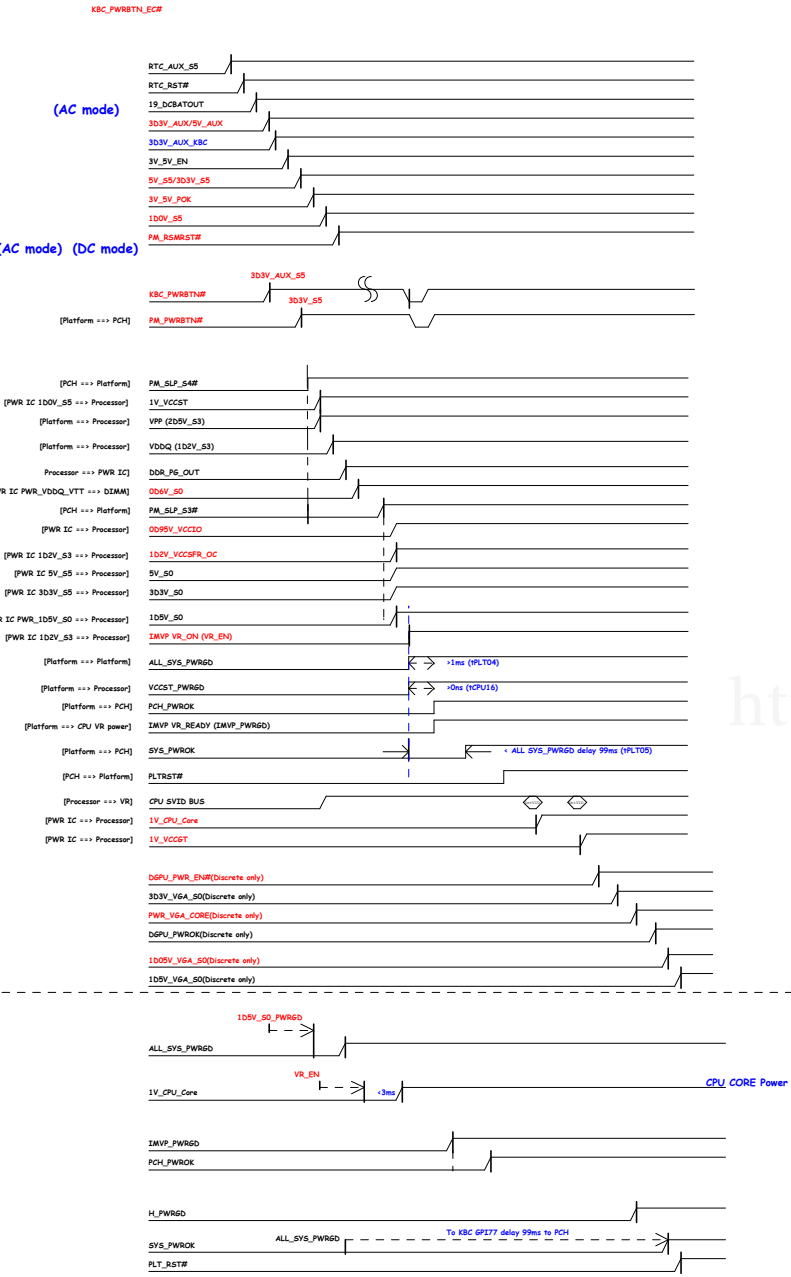 KBC_PWRBTN_EC#
RTC_AUX_S5
RTC_RST#
(AC mode)
19_DCBATOUT
3D3V_AUX/5V_AUX
3D3V_AUX_KBC
3V_5V_EN
5V_S5/3D3V_S5
3V_5V_POK
1D0V_S5
PM_RSMRST#
AC mode) (DC mode)
3D3V_AUX_S5
KBC_PWRBTN#
3D3V_S5
[Platform ==> PCH] PM_PWRBTN#
[PCH ==> Platform] PM_SLP_S4#
[PWR IC 1D0V_S5 ==> Processor] 1V_VCCST
[Platform ==> Processor] VPP (2D5V_S3)
[Platform ==> Processor] VDDQ (1D2V_S3)
Processor ==> PWR IC] DDR_PG_OUT
R IC PWR_VDDQ_VTT ==> DIMM] 0D6V_S0
[PCH ==> Platform] PM_SLP_S3#
[PWR IC ==> Processor] 0D95V_VCCIO
[PWR IC 1D2V_S3 ==> Processor] 1D2V_VCCSFR_OC
[PWR IC 5V_S5 ==> Processor] 5V_S0
[PWR IC 3D3V_S5 ==> Processor] 3D3V_S0
R IC PWR_1D5V_S0 ==> Processor] 1D5V_S0
[PWR IC 1D2V_S3 ==> Processor] IMVP VR_ON (VR_EN)
[Platform ==> Platform] ALL_SYS_PWRGD >1ms (tPLT04)
[Platform ==> Processor] VCCST_PWRGD >0ns (tCPU16)
[Platform ==> PCH] PCH_PWROK
[Platform ==> CPU VR power] IMVP VR_READY (IMVP_PWRGD)
[Platform ==> PCH] SYS_PWROK < ALL SYS_PWRGD delay 99ms (tPLT05)
[PCH ==> Platform] PLTRST#
[Processor ==> VR] CPU SVID BUS
[PWR IC ==> Processor] 1V_CPU_Core
[PWR IC ==> Processor] 1V_VCCGT
DGPU_PWR_EN#(Discrete only)
3D3V_VGA_S0(Discrete only)
PWR_VGA_CORE(Discrete only)
DGPU_PWROK(Discrete only)
1D05V_VGA_S0(Discrete only)
1D5V_VGA_S0(Discrete only)
1D5V_S0_PWRGD
ALL_SYS_PWRGD
VR_EN
1V_CPU_Core <3ms CPU CORE Power
IMVP_PWRGD
PCH_PWROK
H_PWRGD
SYS_PWROK ALL_SYS_PWRGD To KBC GPI77 delay 99ms to PCH
PLT_RST#
ht